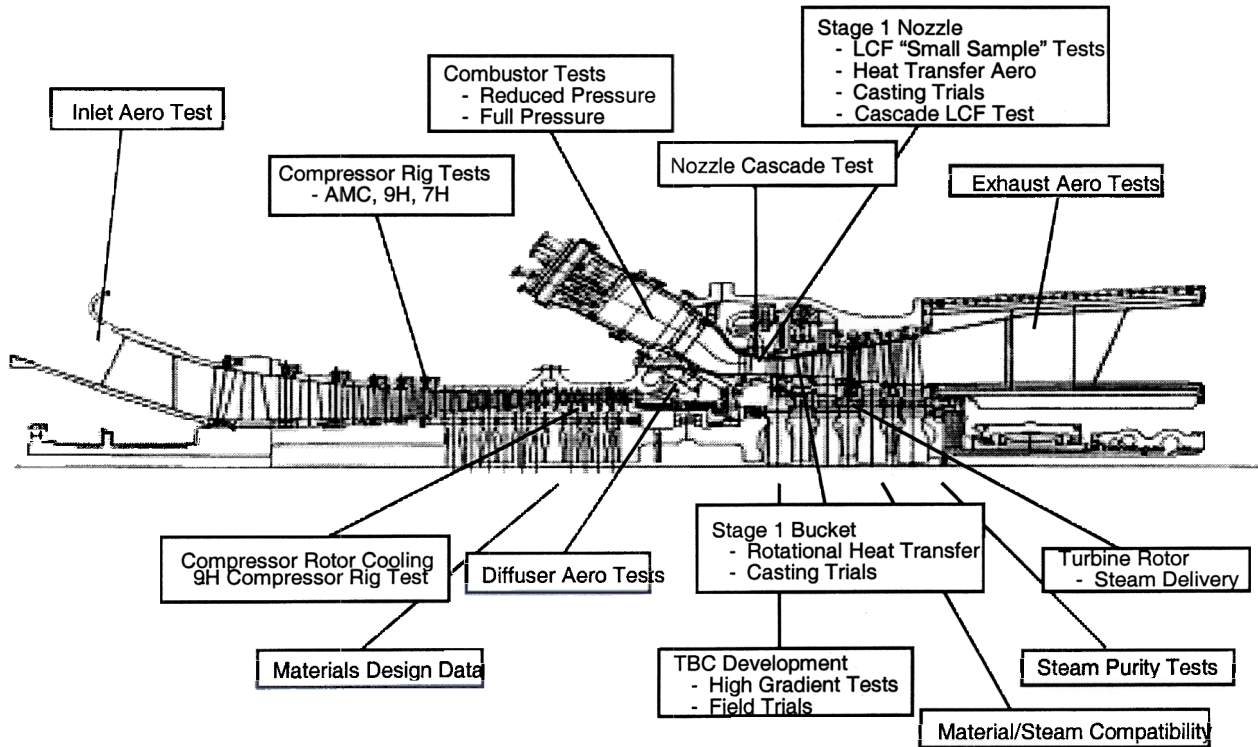 Stage 1 Nozzle
- LCF “Small Sample” Tests
- Heat Transfer Aero
- Casting Trials
- Cascade LCF Test
Combustor Tests
- Reduced Pressure
- Full Pressure
Inlet Aero Test
Compressor Rig Tests
- AMC, 9H, 7H
Nozzle Cascade Test
Exhaust Aero Tests
Compressor Rotor Cooling
9H Compressor Rig Test
Diffuser Aero Tests
Stage 1 Bucket
- Rotational Heat Transfer
- Casting Trials
Turbine Rotor
- Steam Delivery
Materials Design Data
TBC Development
- High Gradient Tests
- Field Trials
Steam Purity Tests
Material/Steam Compatibility